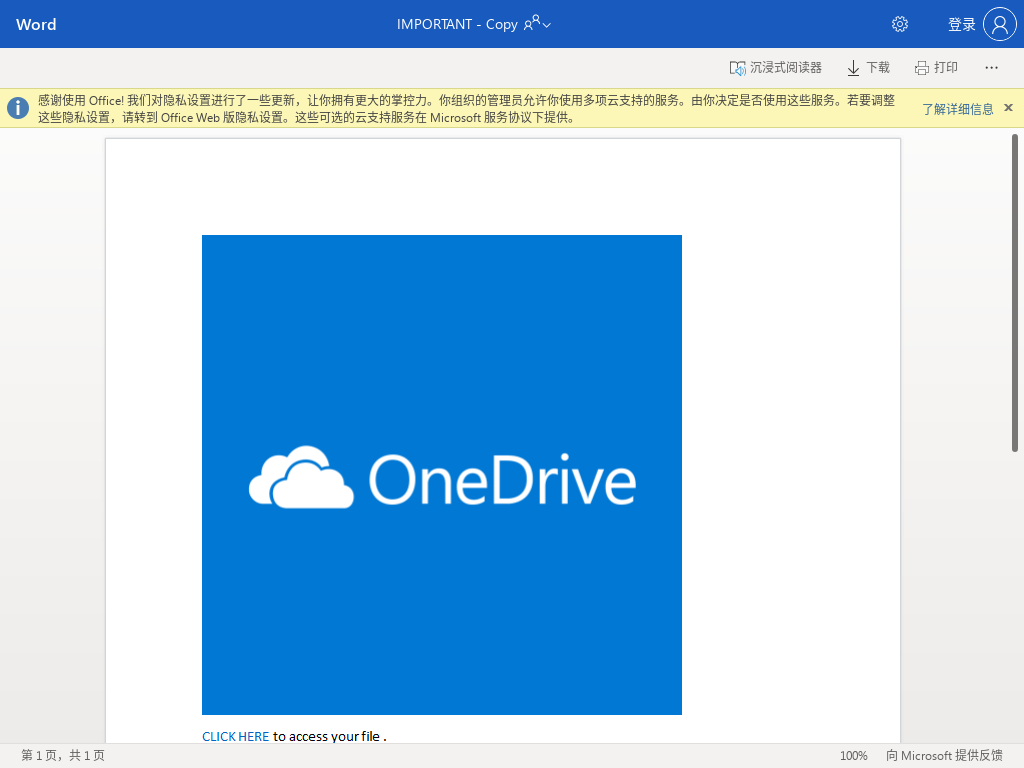 Word
IMPORTANT - Copy
登录
沉浸式阅读器
下载
打印
感谢使用 Office! 我们对隐私设置进行了一些更新，让你拥有更大的掌控力。你组织的管理员允许你使用多项云支持的服务。由你决定是否使用这些服务。若要调整
这些隐私设置，请转到 Office Web 版隐私设置。这些可选的云支持服务在 Microsoft 服务协议下提供。
了解详细信息
OneDrive
CLICK HERE to access your file .
第 1 页，共 1 页
100%
向 Microsoft 提供反馈